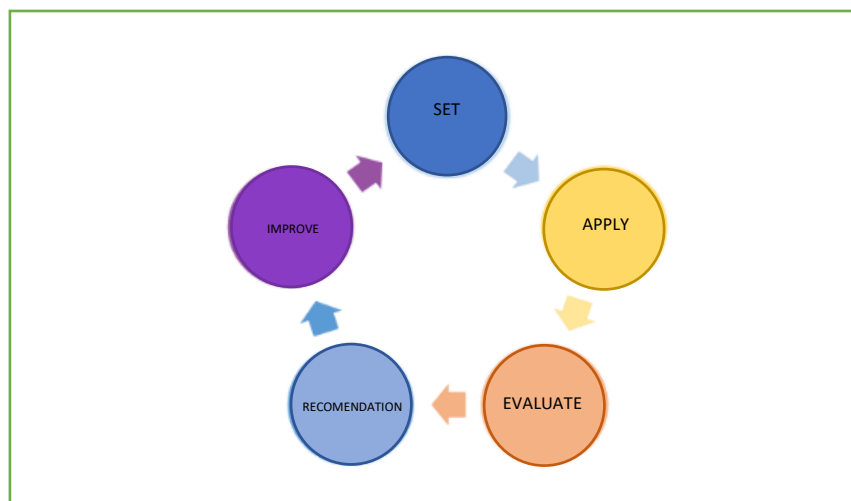 SET
APPLY
EVALUATE
RECOMENDATION
IMPROVE